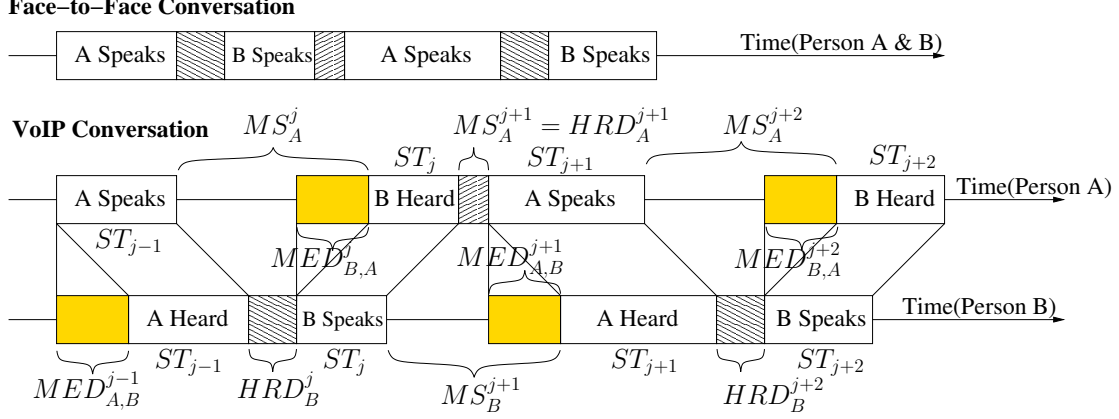 Face–to–Face Conversation
A Speaks B Speaks A Speaks B Speaks Time(Person A & B)
VoIP Conversation
MS_A^j MS_A^{j+1} = HRD_A^{j+1} MS_A^{j+2}
ST_j ST_{j+1} ST_{j+2}
A Speaks B Heard A Speaks B Heard Time(Person A)
ST_{j−1}
MED_{B,A}^j MED_{A,B}^{j+1} MED_{B,A}^{j+2}
A Heard B Speaks A Heard B Speaks Time(Person B)
ST_{j−1} ST_j ST_{j+1} ST_{j+2}
MED_{A,B}^{j−1} HRD_B^j MS_B^{j+1} HRD_B^{j+2}